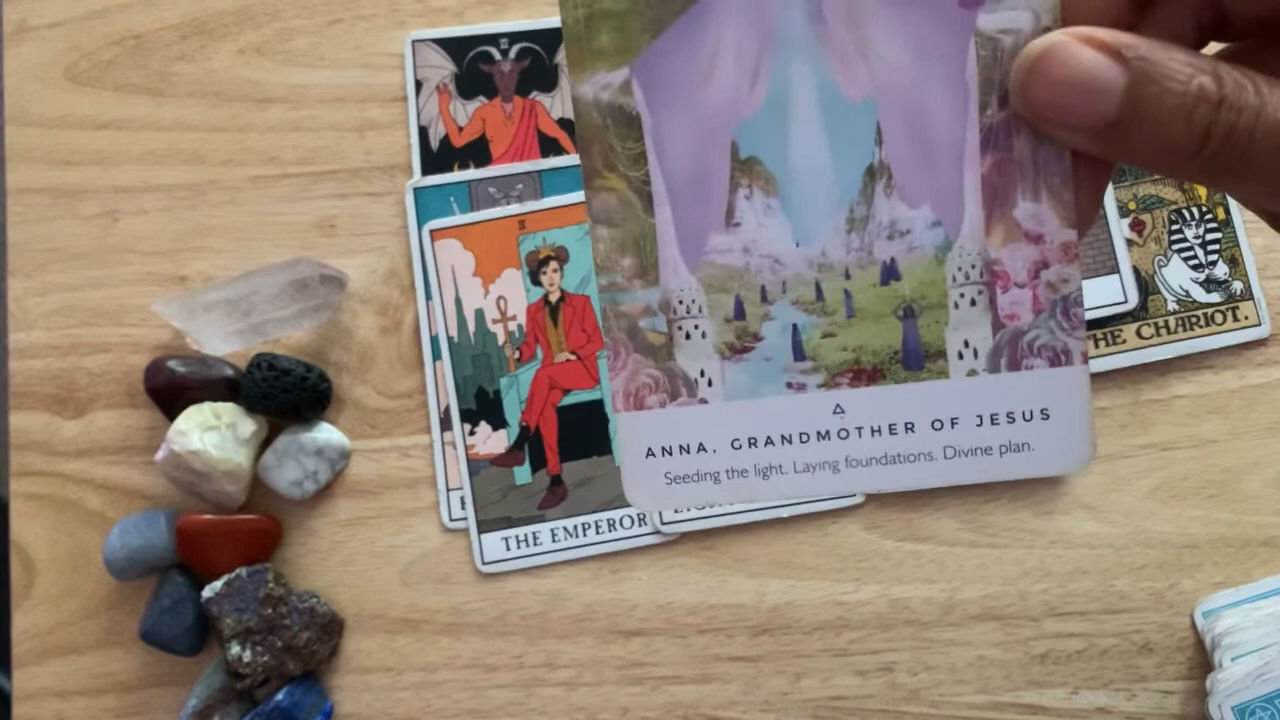 ANNA, GRANDMOTHER OF JESUS
Seeding the light. Laying foundations. Divine plan.
THE EMPEROR
THE CHARIOT.